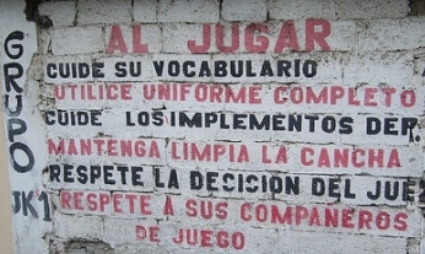 GRUPO
JK1
AL JUGAR
CUIDE SU VOCABULARIO
UTILICE UNIFORME COMPLETO
CUIDE LOS IMPLEMENTOS DEP.
MANTENGA LIMPIA LA CANCHA
RESPETE LA DECISION DEL JUEZ
RESPETE A SUS COMPANEROS
DE JUEGO